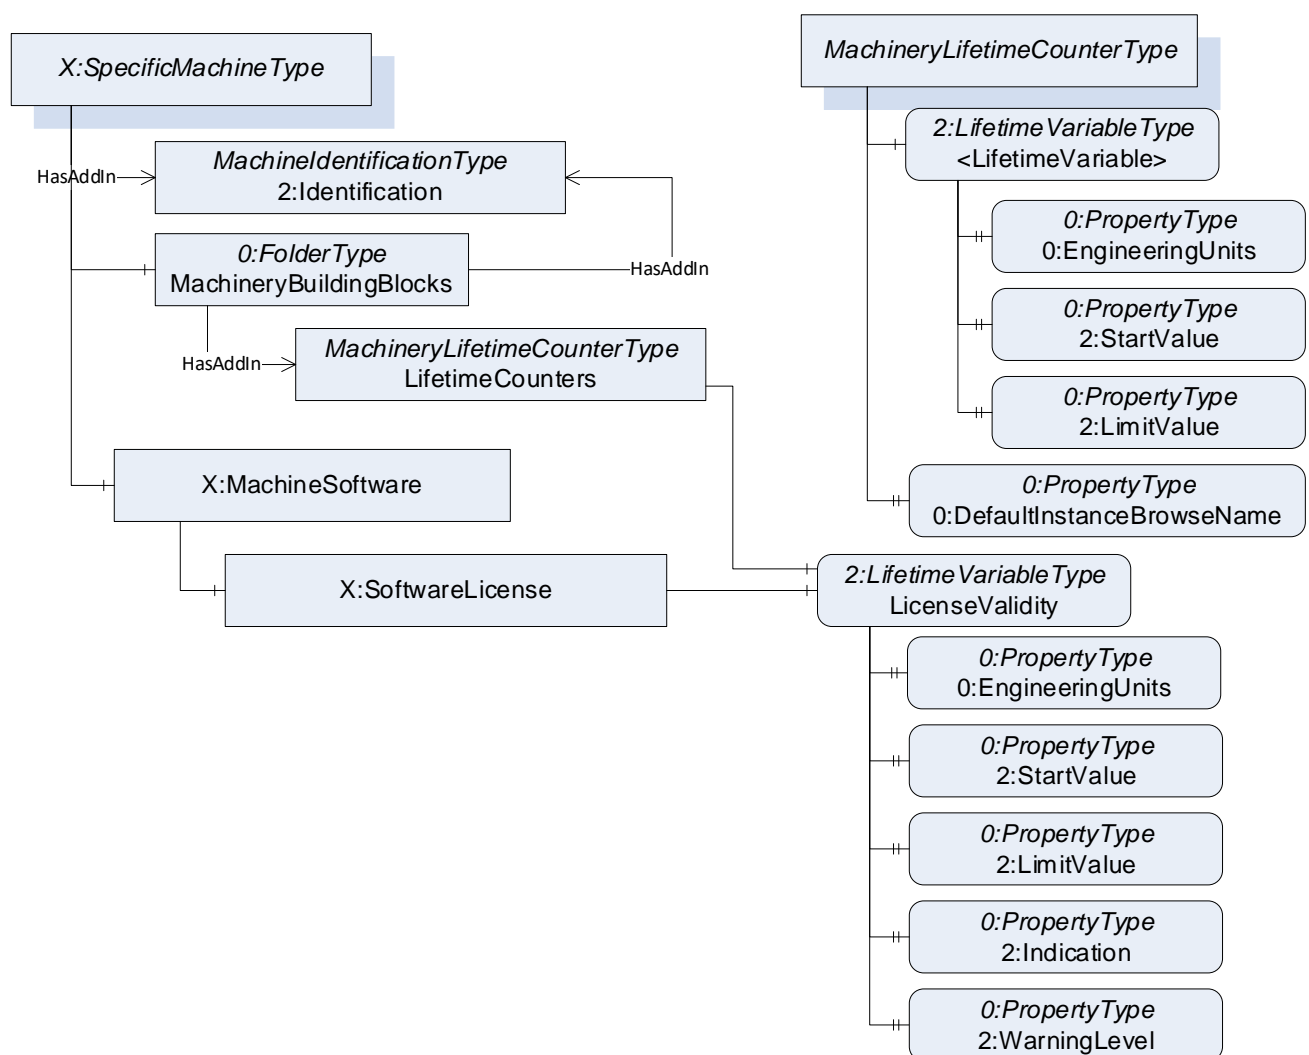 X:SpecificMachineType
HasAddIn
MachineIdentificationType
2:Identification
0:FolderType
MachineryBuildingBlocks
HasAddIn
HasAddIn
MachineryLifetimeCounterType
LifetimeCounters
X:MachineSoftware
X:SoftwareLicense
MachineryLifetimeCounterType
2:LifetimeVariableType
<LifetimeVariable>
0:PropertyType
0:EngineeringUnits
0:PropertyType
2:StartValue
0:PropertyType
2:LimitValue
0:PropertyType
0:DefaultInstanceBrowseName
2:LifetimeVariableType
LicenseValidity
0:PropertyType
0:EngineeringUnits
0:PropertyType
2:StartValue
0:PropertyType
2:LimitValue
0:PropertyType
2:Indication
0:PropertyType
2:WarningLevel